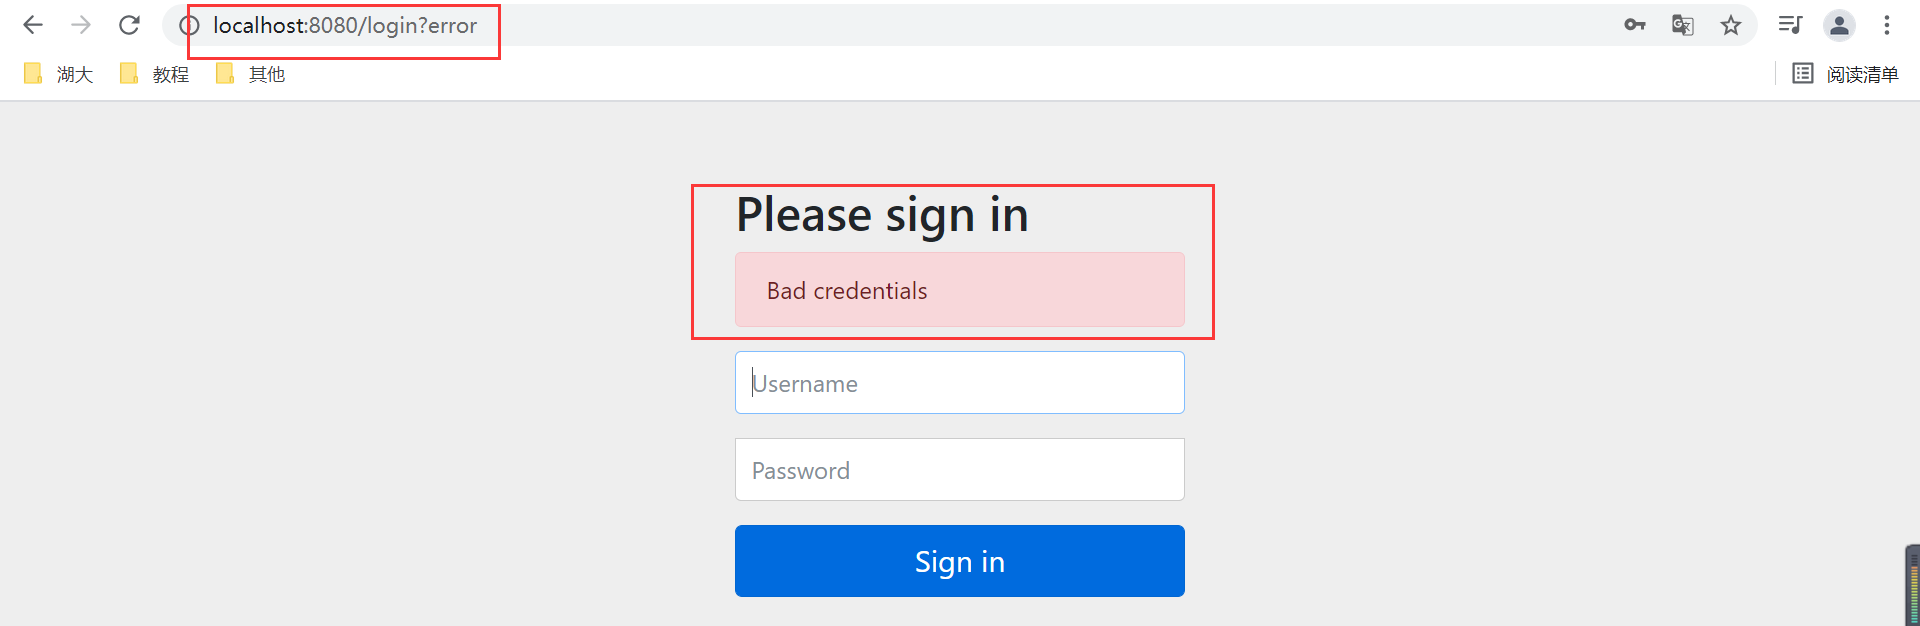 localhost:8080/login?error
湖大 教程 其他 阅读清单
Please sign in
Bad credentials
Username
Password
Sign in